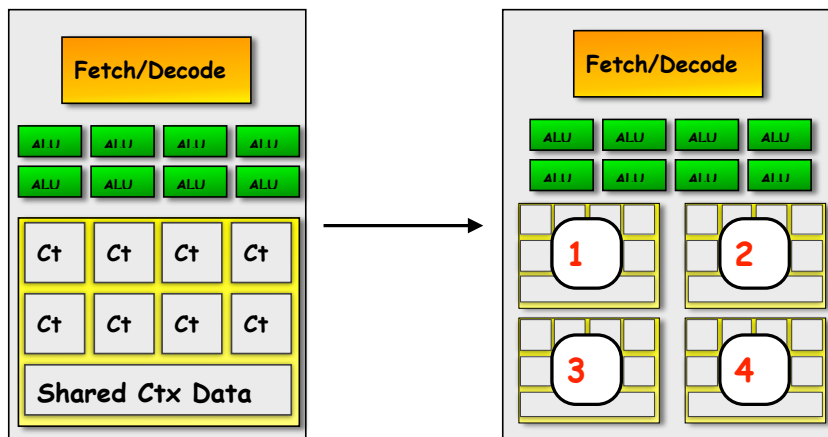 Fetch/Decode
ALU ALU ALU ALU
ALU ALU ALU ALU
Ct Ct Ct Ct
Ct Ct Ct Ct
Shared Ctx Data
Fetch/Decode
ALU ALU ALU ALU
ALU ALU ALU ALU
1 2
3 4